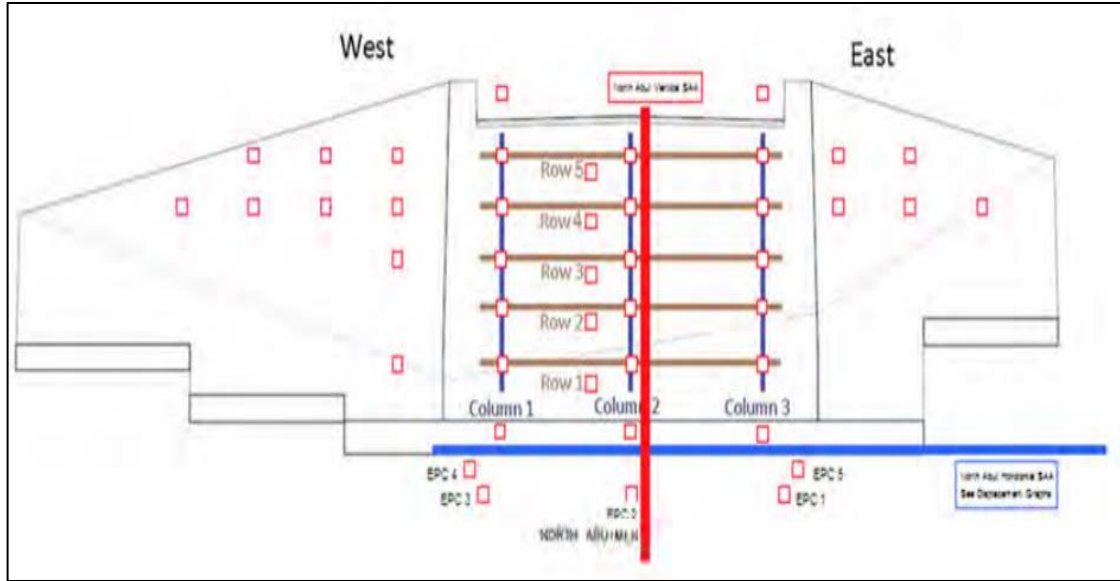 West
East
North Abut Vertical SAA
Row 5
Row 4
Row 3
Row 2
Row 1
Column 1
Column 2
Column 3
EPC 4
EPC 5
North Abut Horizontal SAA
See Displacement Graphs
EPC 3
EPC 1
NORTH